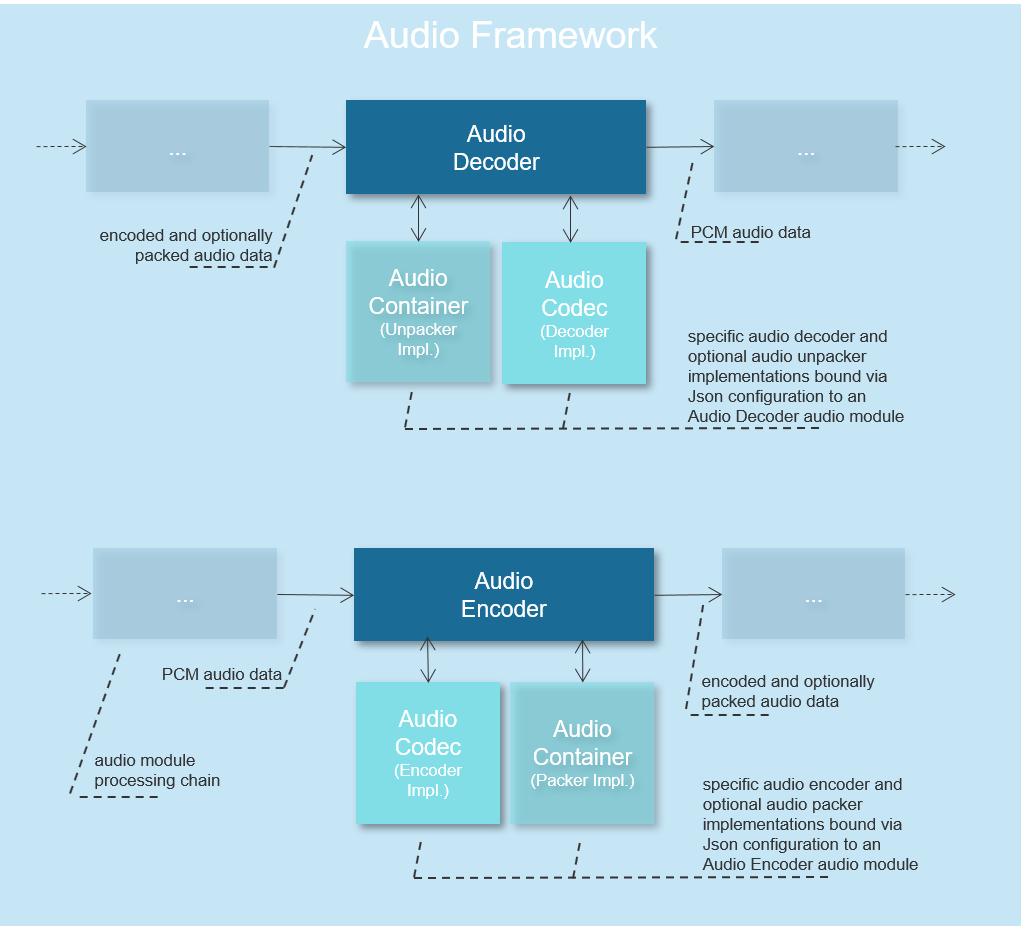 Audio Framework
...
Audio
Decoder
...
encoded and optionally
packed audio data
PCM audio data
Audio
Container
(Unpacker
Impl.)
Audio
Codec
(Decoder
Impl.)
specific audio decoder and
optional audio unpacker
implementations bound via
Json configuration to an
Audio Decoder audio module
...
Audio
Encoder
...
PCM audio data
encoded and optionally
packed audio data
audio module
processing chain
Audio
Codec
(Encoder
Impl.)
Audio
Container
(Packer Impl.)
specific audio encoder and
optional audio packer
implementations bound via
Json configuration to an
Audio Encoder audio module